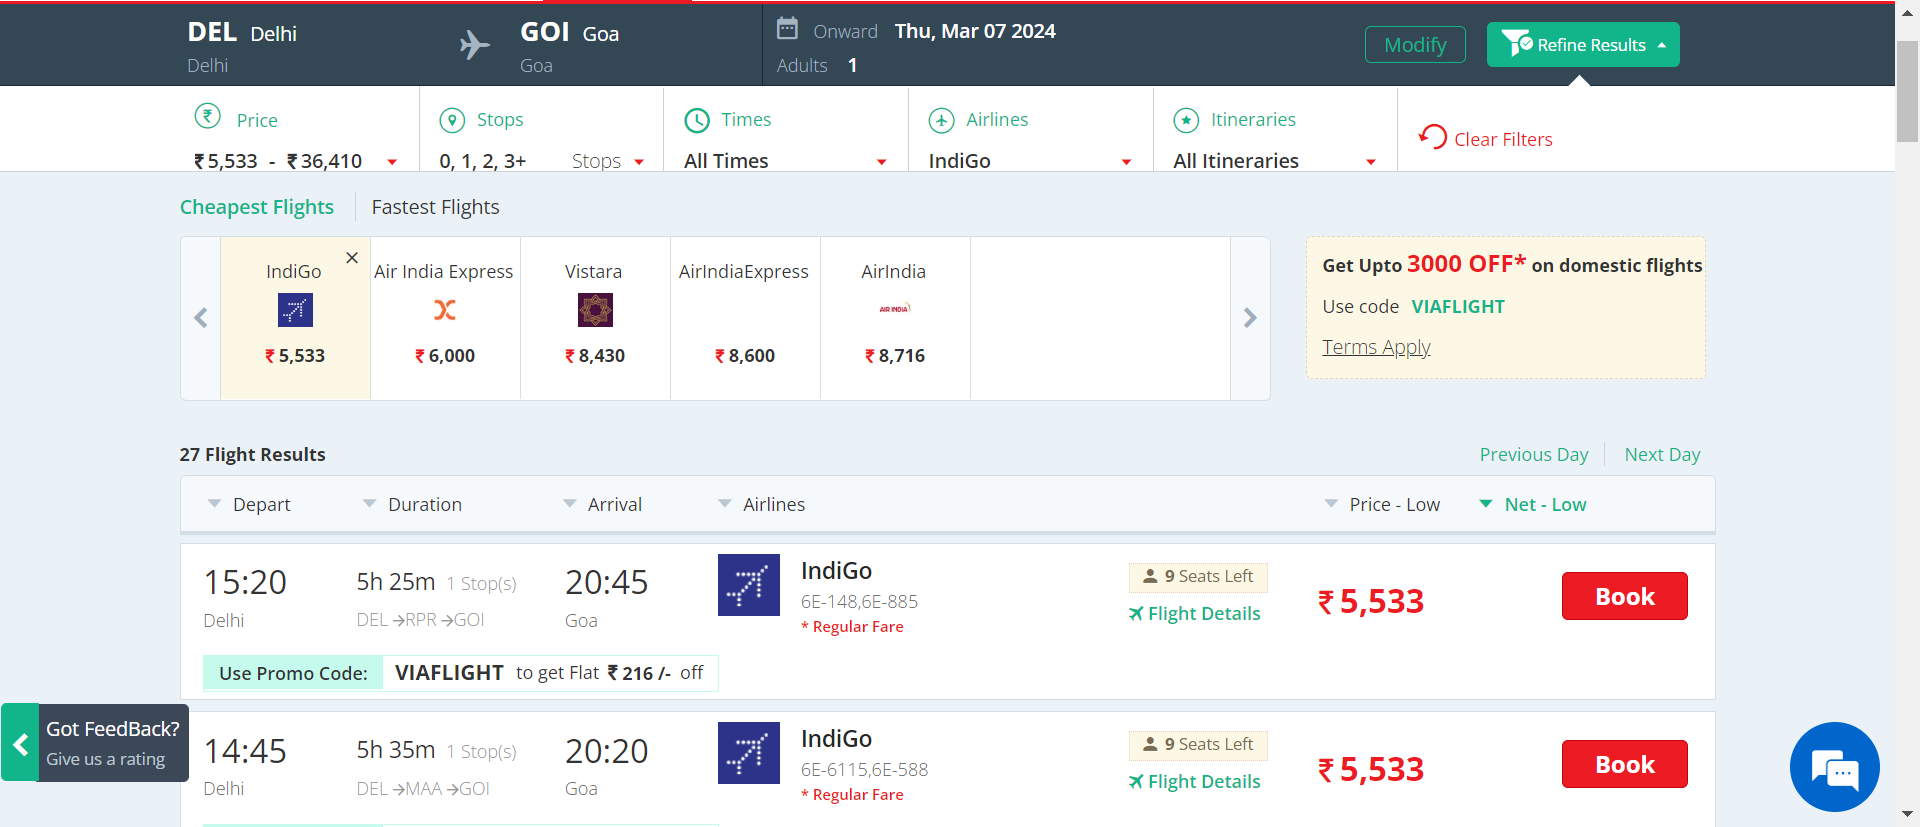 DEL Delhi
Delhi
GOI Goa
Goa
Onward Thu, Mar 07 2024
Adults 1
Modify
Refine Results
Price
₹ 5,533 - ₹ 36,410
Stops
0, 1, 2, 3+ Stops
Times
All Times
Airlines
IndiGo
Itineraries
All Itineraries
Clear Filters
Cheapest Flights
Fastest Flights
IndiGo
₹ 5,533
Air India Express
₹ 6,000
Vistara
₹ 8,430
AirIndiaExpress
₹ 8,600
AirIndia
AIR INDIA
₹ 8,716
Get Upto 3000 OFF* on domestic flights
Use code VIAFLIGHT
Terms Apply
27 Flight Results
Previous Day
Next Day
Depart Duration Arrival Airlines Price - Low Net - Low
15:20
Delhi
5h 25m 1 Stop(s)
DEL →RPR →GOI
20:45
Goa
IndiGo
6E-148,6E-885
* Regular Fare
9 Seats Left
Flight Details
₹ 5,533
Book
Use Promo Code: VIAFLIGHT to get Flat ₹ 216 /- off
14:45
Delhi
5h 35m 1 Stop(s)
DEL →MAA →GOI
20:20
Goa
IndiGo
6E-6115,6E-588
* Regular Fare
9 Seats Left
Flight Details
₹ 5,533
Book
Got FeedBack?
Give us a rating